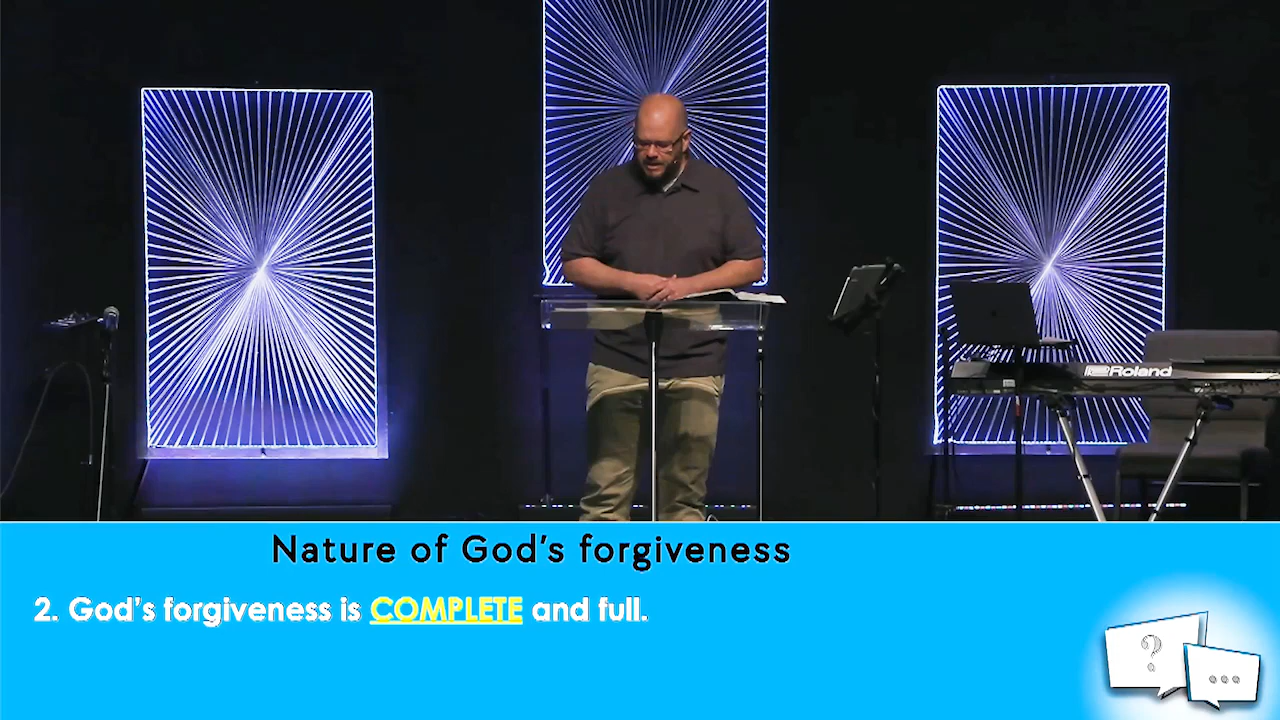 Roland
Nature of God's forgiveness
2. God's forgiveness is COMPLETE and full.
?
...